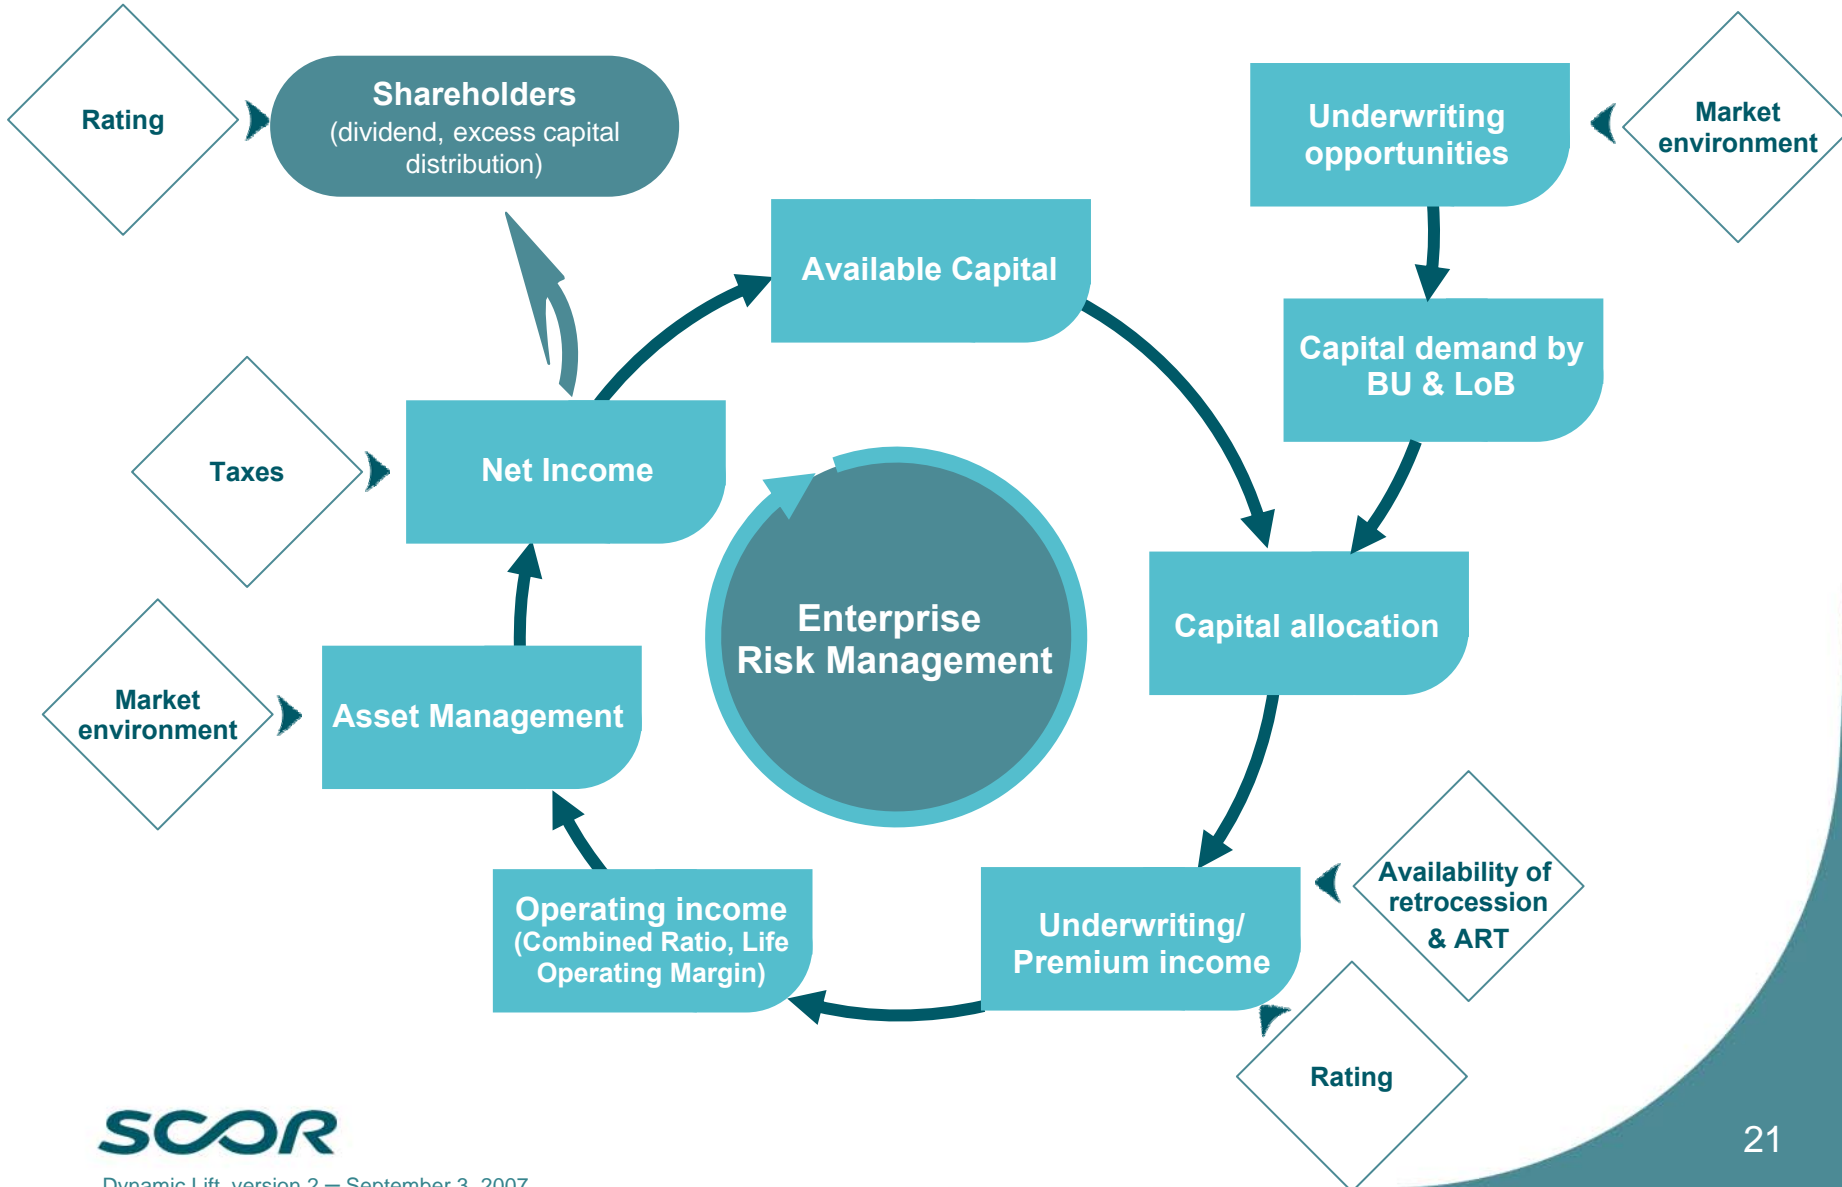 Rating
Shareholders
(dividend, excess capital
distribution)
Underwriting
opportunities
Market
environment
Available Capital
Capital demand by
BU & LoB
Taxes
Net Income
Enterprise
Risk Management
Capital allocation
Market
environment
Asset Management
Availability of
retrocession
& ART
Operating income
(Combined Ratio, Life
Operating Margin)
Underwriting/
Premium income
Rating
SCOR
21
Dynamic Lift, version 2 – September 3, 2007